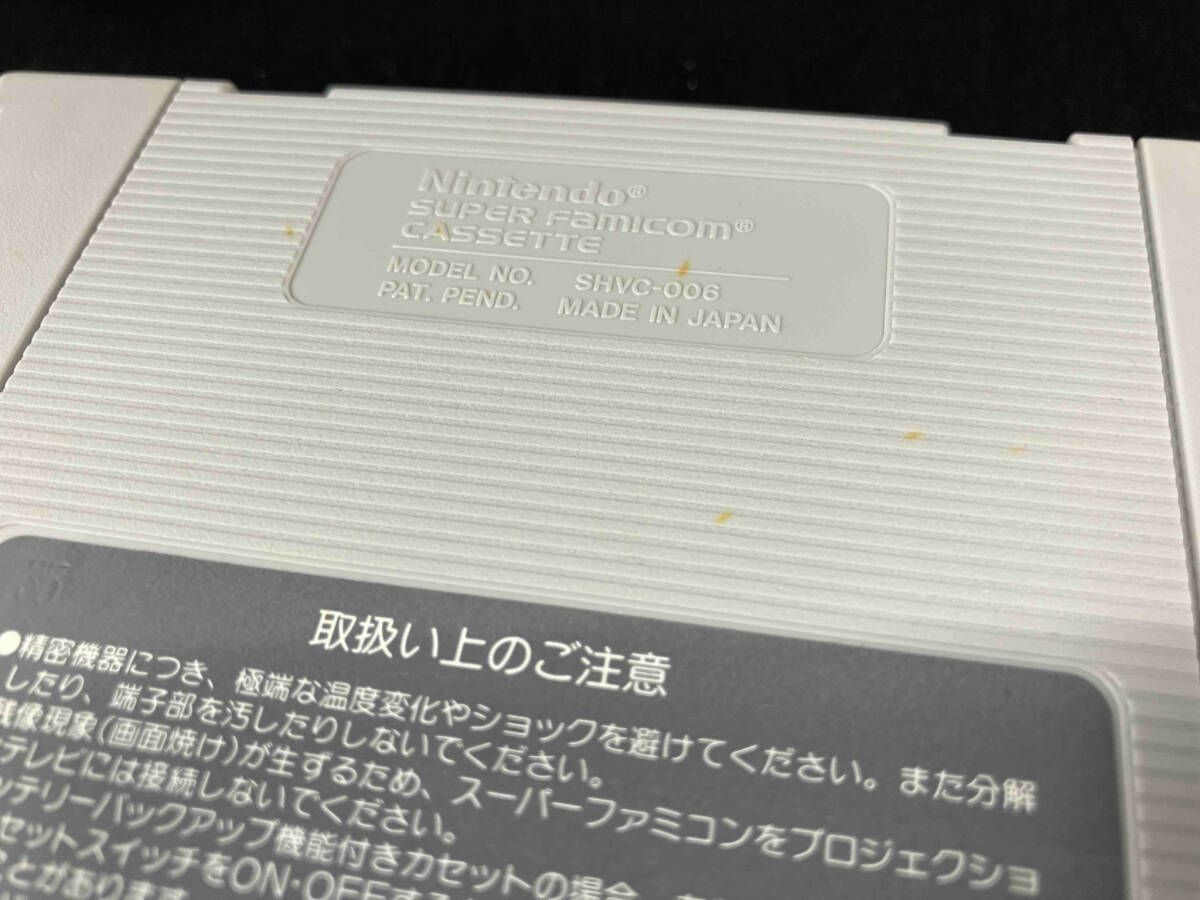 Nintendo®
SUPER FAMICOM®
CASSETTE
MODEL NO. SHVC-006
PAT. PEND. MADE IN JAPAN
取扱い上のご注意
●精密機器につき、極端な温度変化やショックを避けてください。また分解
したり、端子部を汚したりしないでください。
残像現象(画面焼け)が生ずるため、スーパーファミコンをプロジェクショ
テレビには接続しないでください。
ッテリーバックアップ機能付きカセットの場合、
セットスイッチをON·OFFする
ことがあります